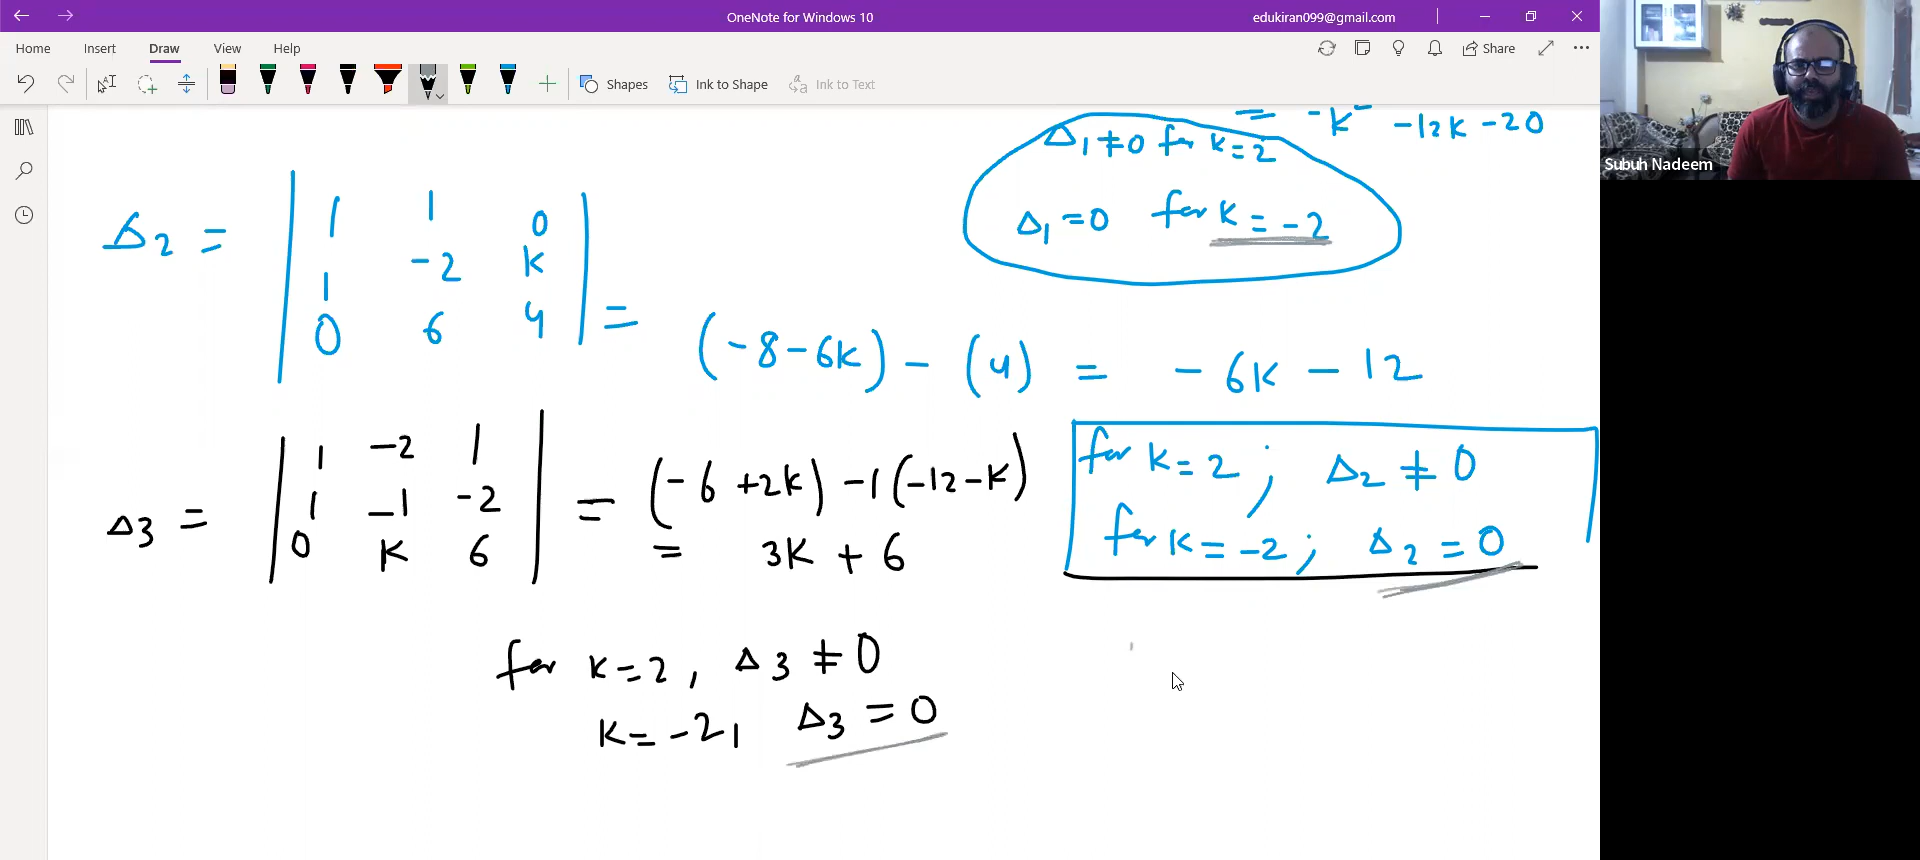 OneNote for Windows 10
edukiran099@gmail.com
Home Insert Draw View Help
Share
Shapes Ink to Shape Ink to Text
Subuh Nadeem
= -k² -12k -20
Δ₁ ≠ 0 for k = 2
Δ₁ = 0 for k = -2
Δ₂ = | 1 1 0 |
| 1 -2 k |
| 0 6 4 | = (-8-6k) - (4) = -6k - 12
Δ₃ = | 1 -2 1 |
| 1 -1 -2 |
| 0 k 6 | = (-6 +2k) -1(-12-k)
= 3k + 6
for k = 2 ; Δ₂ ≠ 0
for k = -2 ; Δ₂ = 0
for k = 2 , Δ₃ ≠ 0
k = -2 , Δ₃ = 0